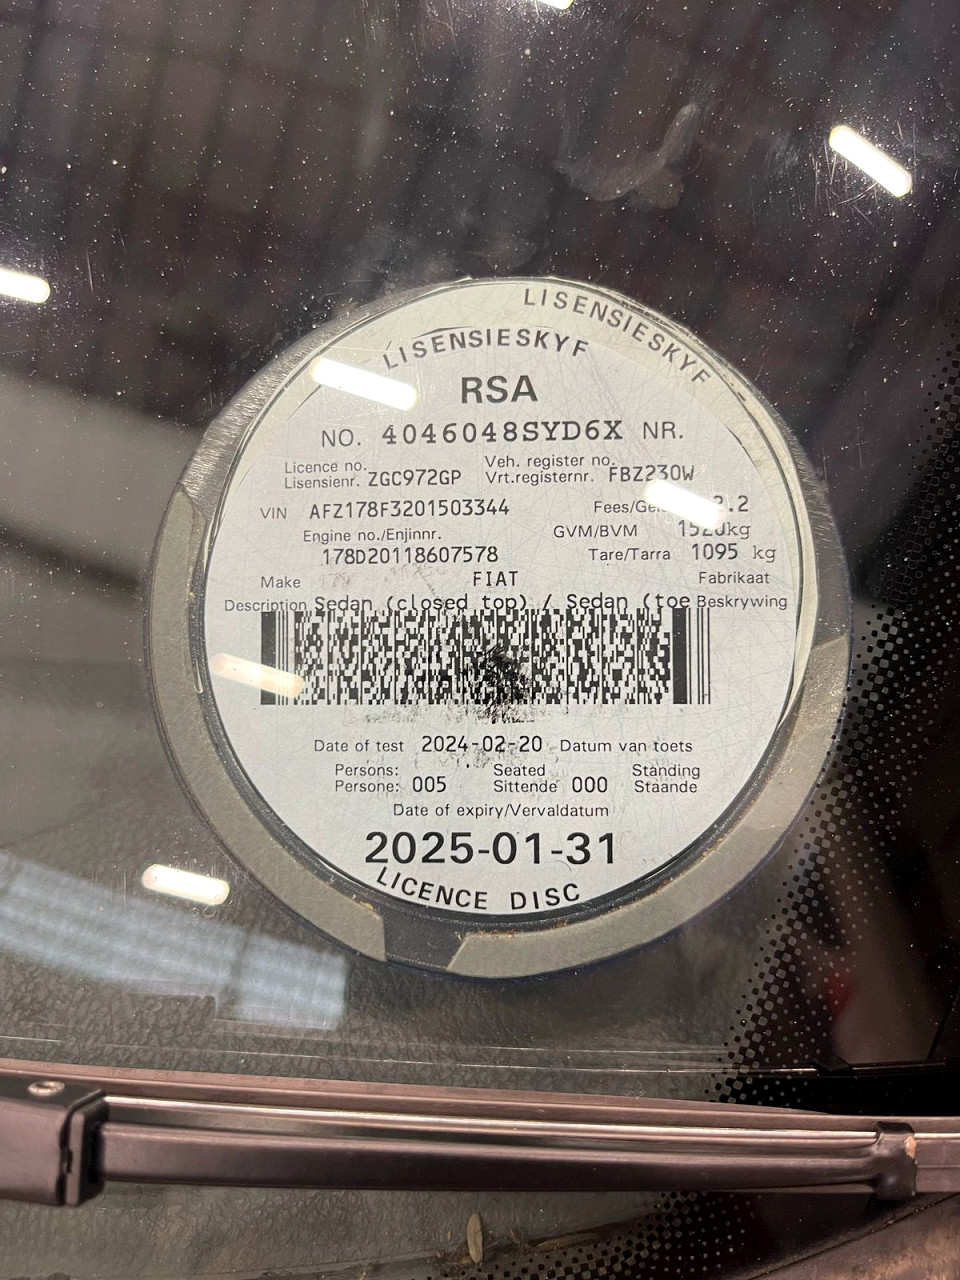 LISENSIESKYF
LISENSIESKYF
RSA
NO. 4046048SYD6X NR.
Licence no. Veh. register no.
Lisensienr. ZGC972GP Vrt.registernr. FBZ230W
VIN AFZ178F3201503344 .2
Engine no./Enjinnr. GVM/BVM kg
178D20118607578 Tare/Tarra 1095 kg
Make FIAT Fabrikaat
Description Sedan (closed top) / Sedan (toe Beskrywing
Date of test 2024-02-20 Datum van toets
Persons: Seated Standing
Persone: 005 Sittende 000 Staande
Date of expiry/Vervaldatum
2025-01-31
LICENCE DISC